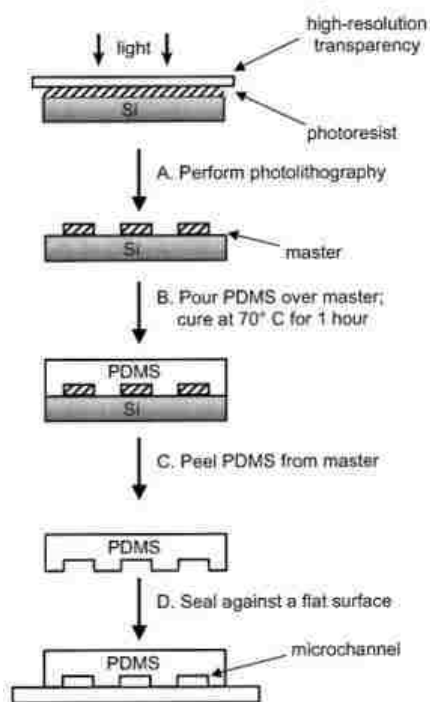 light
high-resolution
transparency
Si
photoresist
A. Perform photolithography
Si
master
B. Pour PDMS over master;
cure at 70° C for 1 hour
PDMS
Si
C. Peel PDMS from master
PDMS
D. Seal against a flat surface
microchannel
PDMS